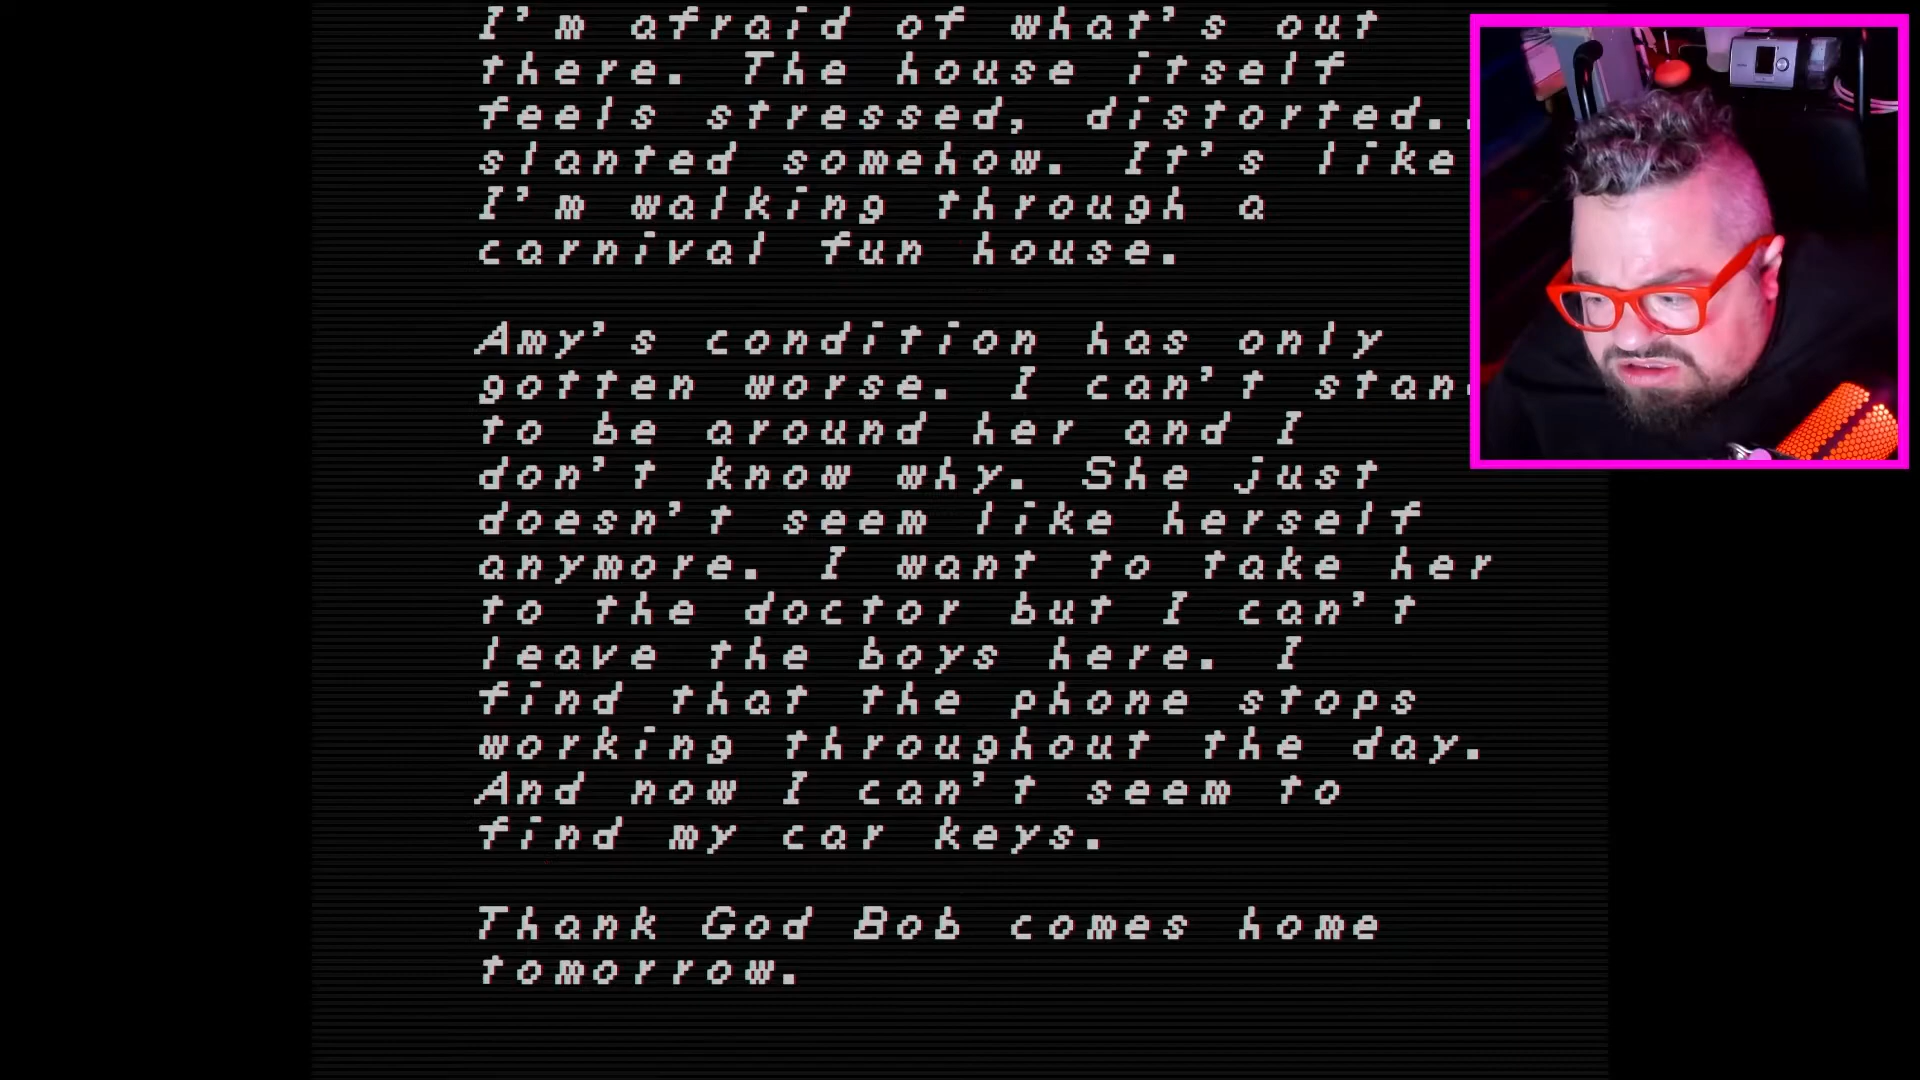 I'm afraid of what's out
there. The house itself
feels stressed, distorted..
slanted somehow. It's like
I'm walking through a
carnival fun house.
Amy's condition has only
gotten worse. I can't
to be around her and I
don't know why. She just
doesn't seem like herself
anymore. I want to take her
to the doctor but I can't
leave the boys here. I
find that the phone stops
working throughout the day.
And now I can't seem to
find my car keys.
Thank God Bob comes home
tomorrow.